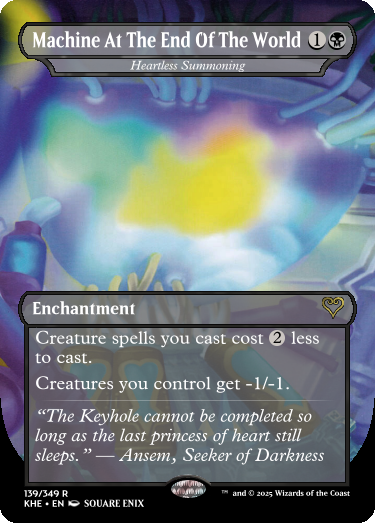 Machine At The End Of The World 1
Heartless Summoning
Enchantment
Creature spells you cast cost 2 less
to cast.
Creatures you control get -1/-1.
“The Keyhole cannot be completed so
long as the last princess of heart still
sleeps.” — Ansem, Seeker of Darkness
139/349 R
KHE • EN SQUARE ENIX
™ and © 2025 Wizards of the Coast